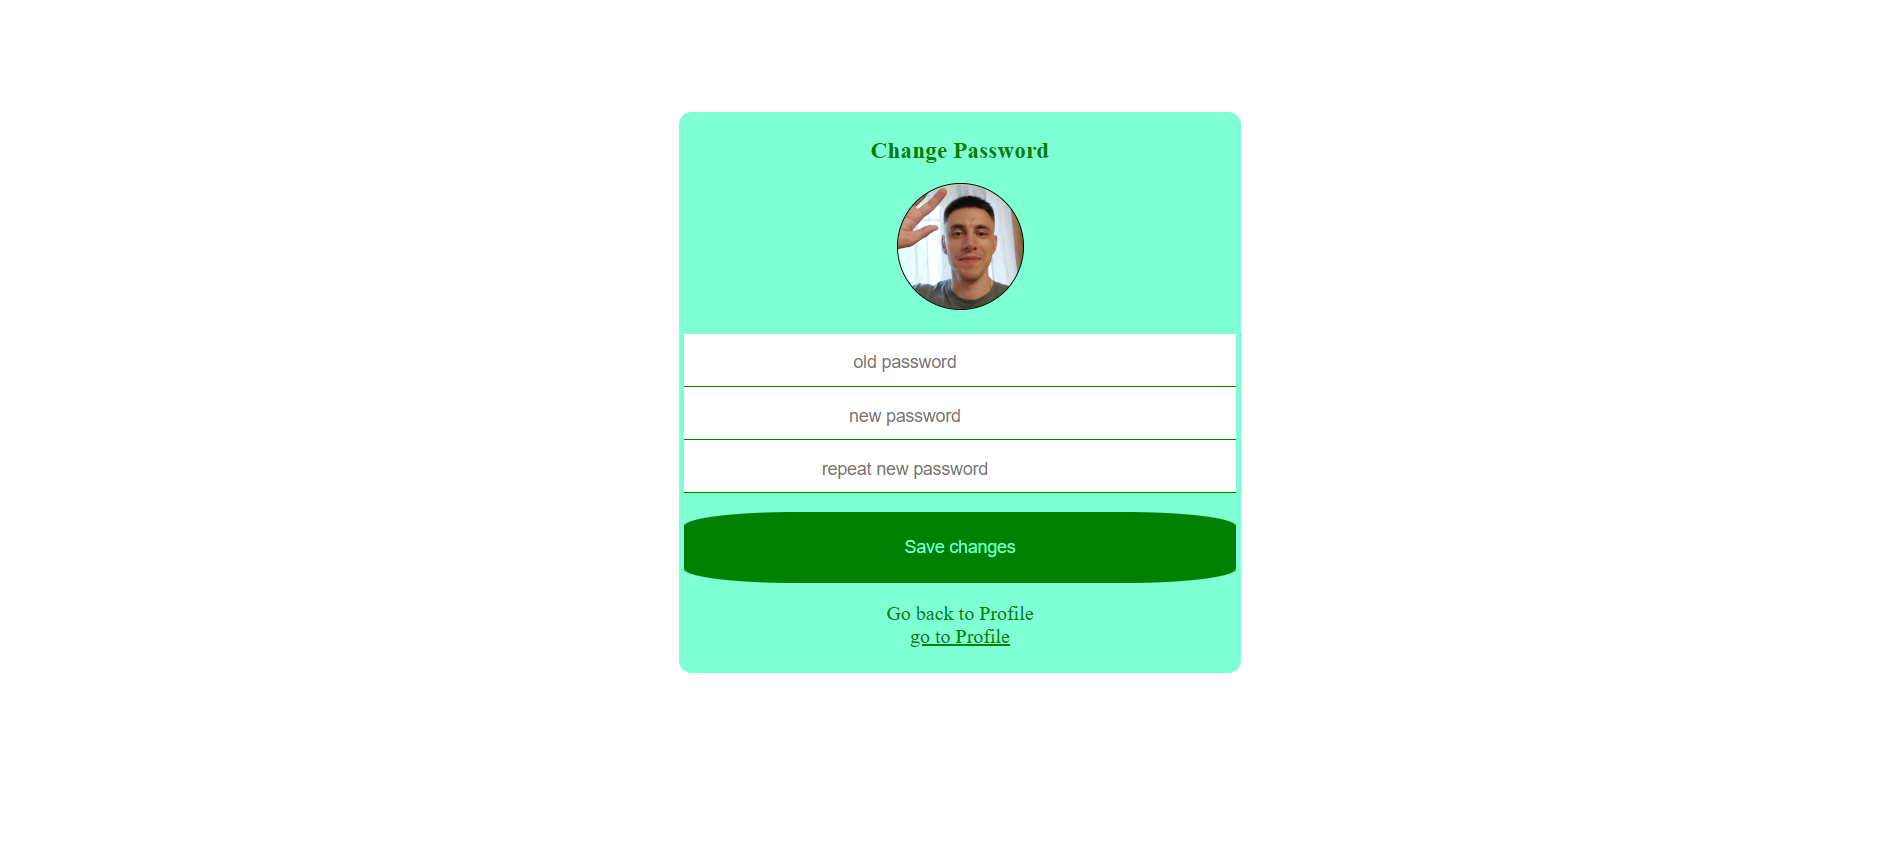 Change Password
old password
new password
repeat new password
Save changes
Go back to Profile
go to Profile